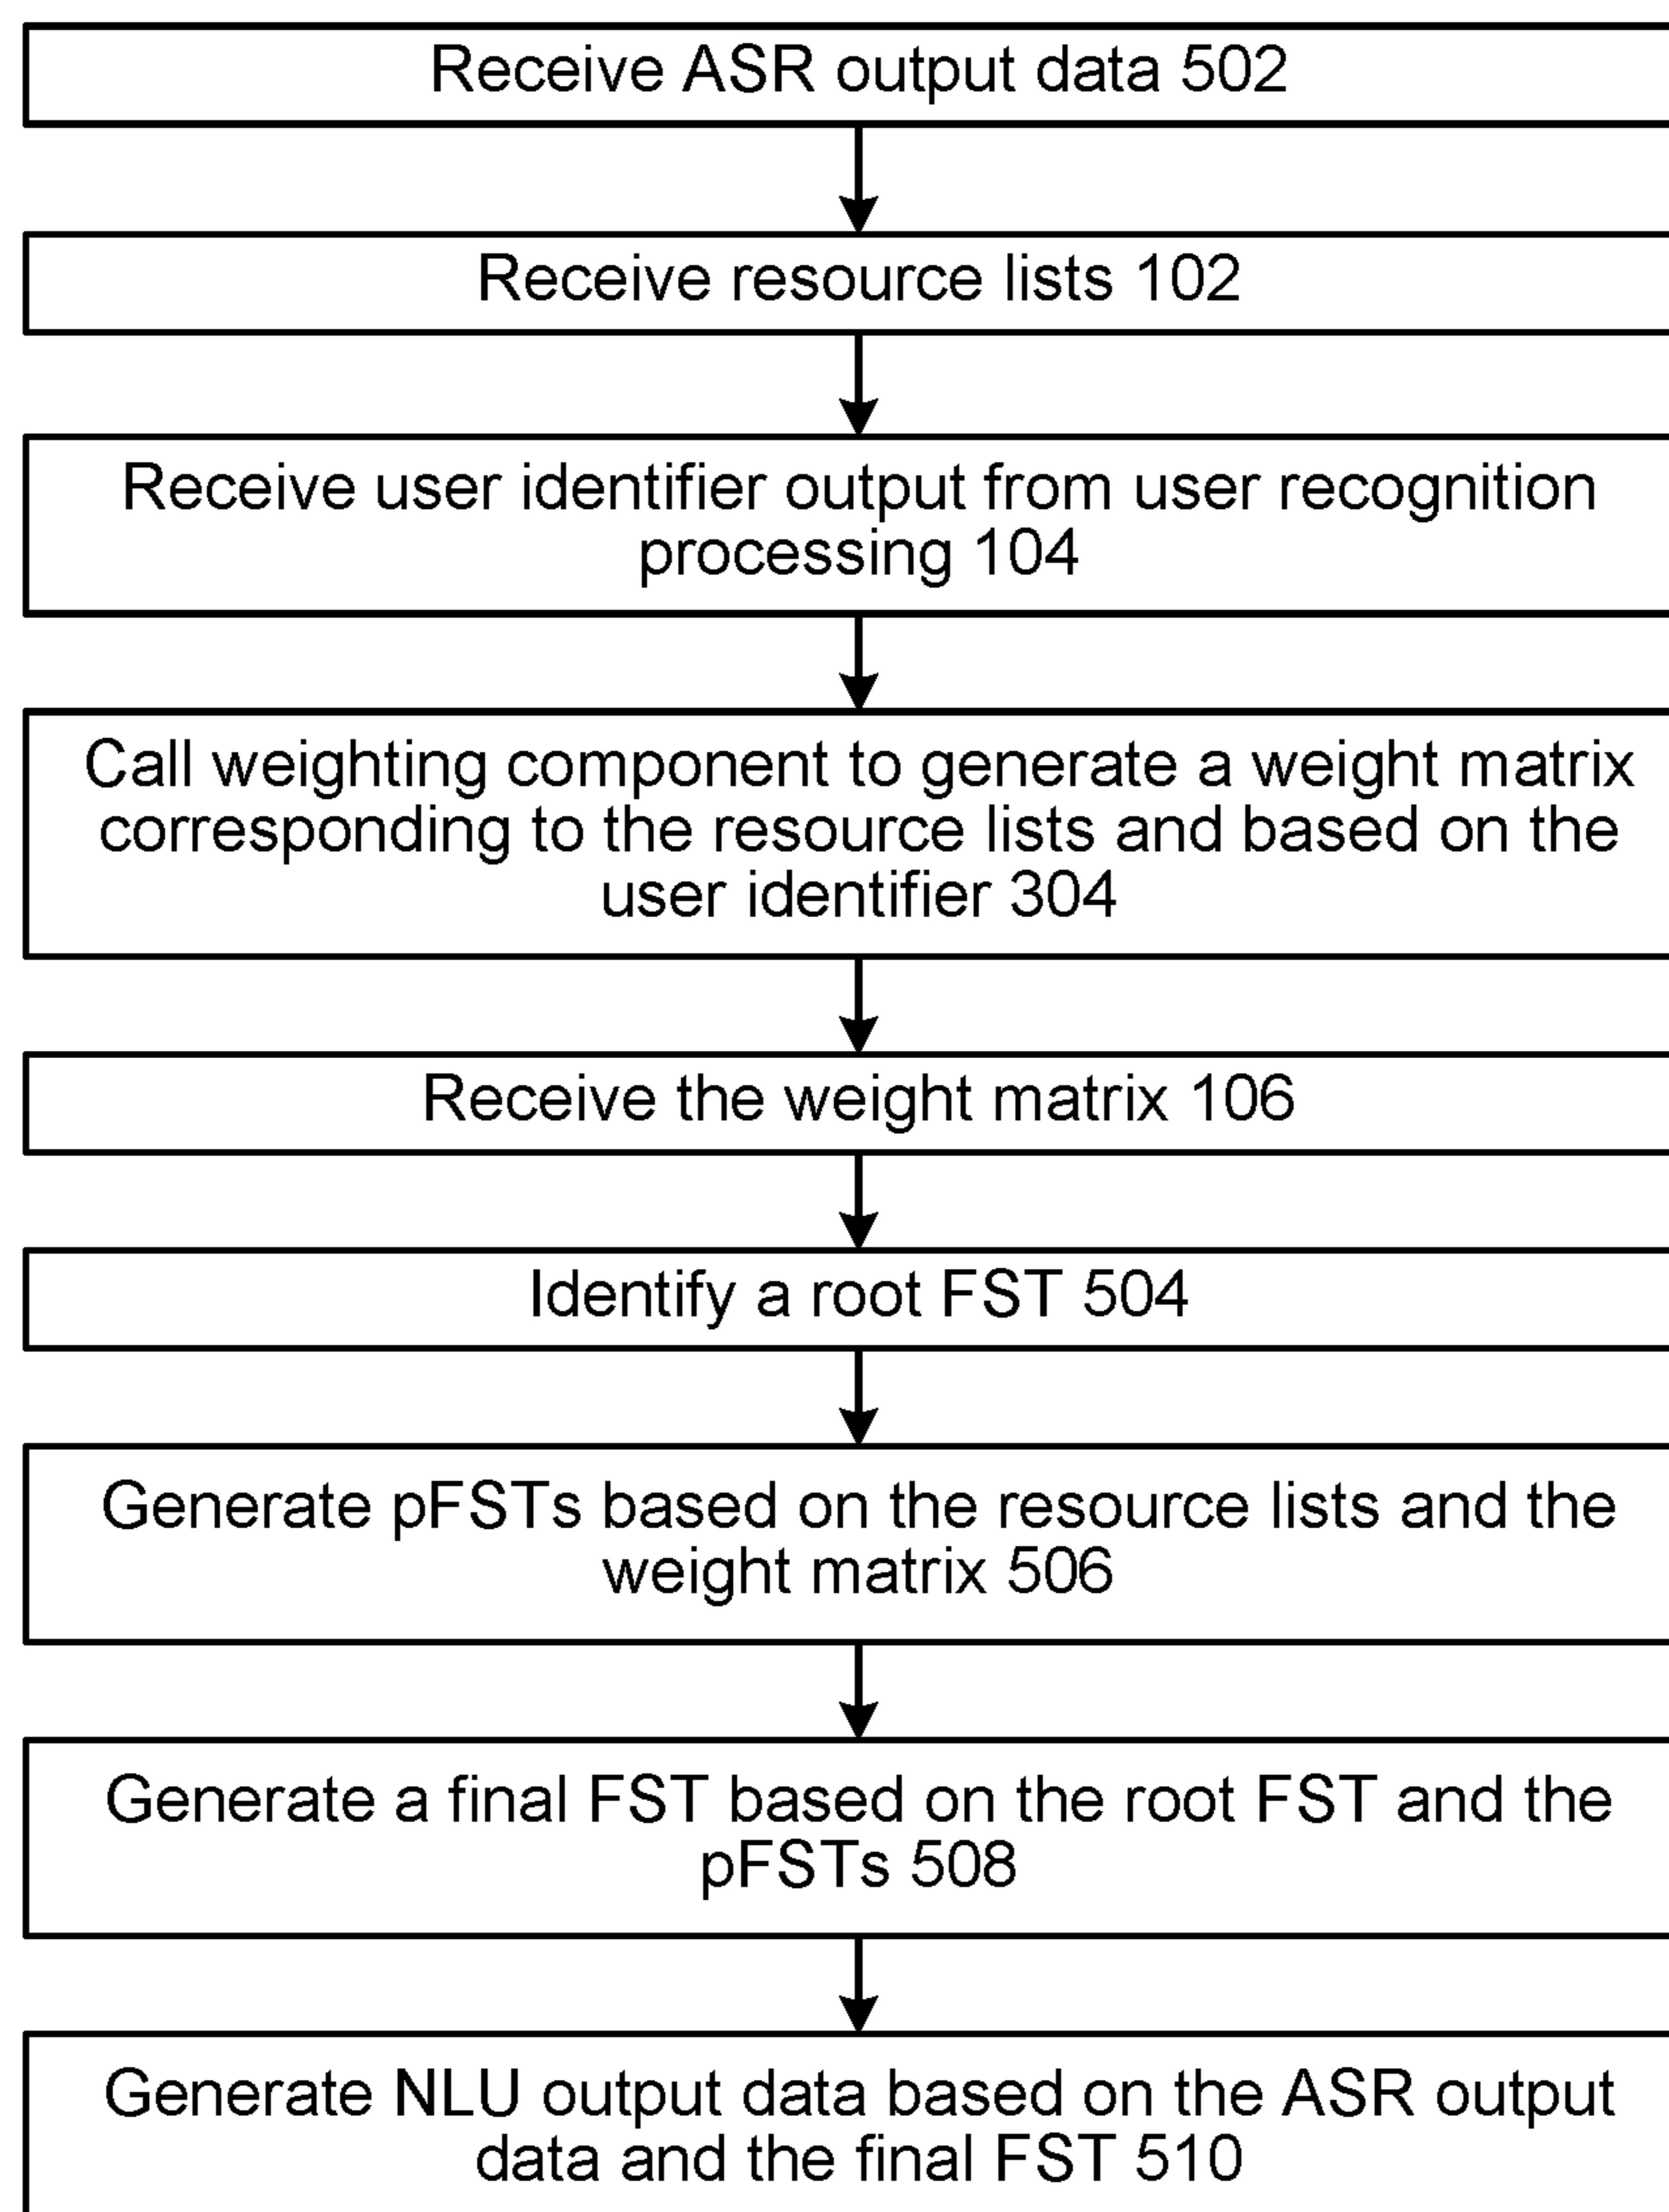 Receive ASR output data 502
Receive resource lists 102
Receive user identifier output from user recognition
processing 104
Call weighting component to generate a weight matrix
corresponding to the resource lists and based on the
user identifier 304
Receive the weight matrix 106
Identify a root FST 504
Generate pFSTs based on the resource lists and the
weight matrix 506
Generate a final FST based on the root FST and the
pFSTs 508
Generate NLU output data based on the ASR output
data and the final FST 510